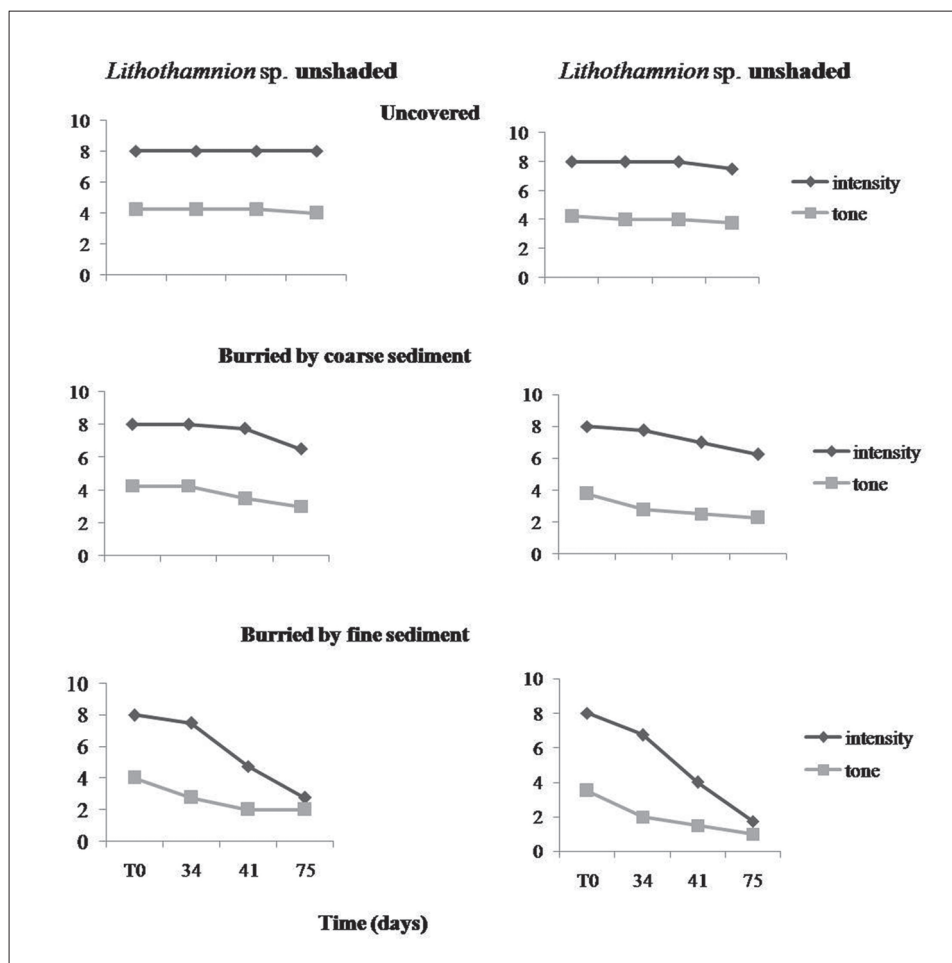 Lithothamnion sp. unshaded
Lithothamnion sp. unshaded
Uncovered
10
8
6
4
2
0
10
8
6
4
2
0
intensity
tone
Burried by coarse sediment
10
8
6
4
2
0
10
8
6
4
2
0
intensity
tone
Burried by fine sediment
10
8
6
4
2
0
T0 34 41 75
10
8
6
4
2
0
T0 34 41 75
intensity
tone
Time (days)